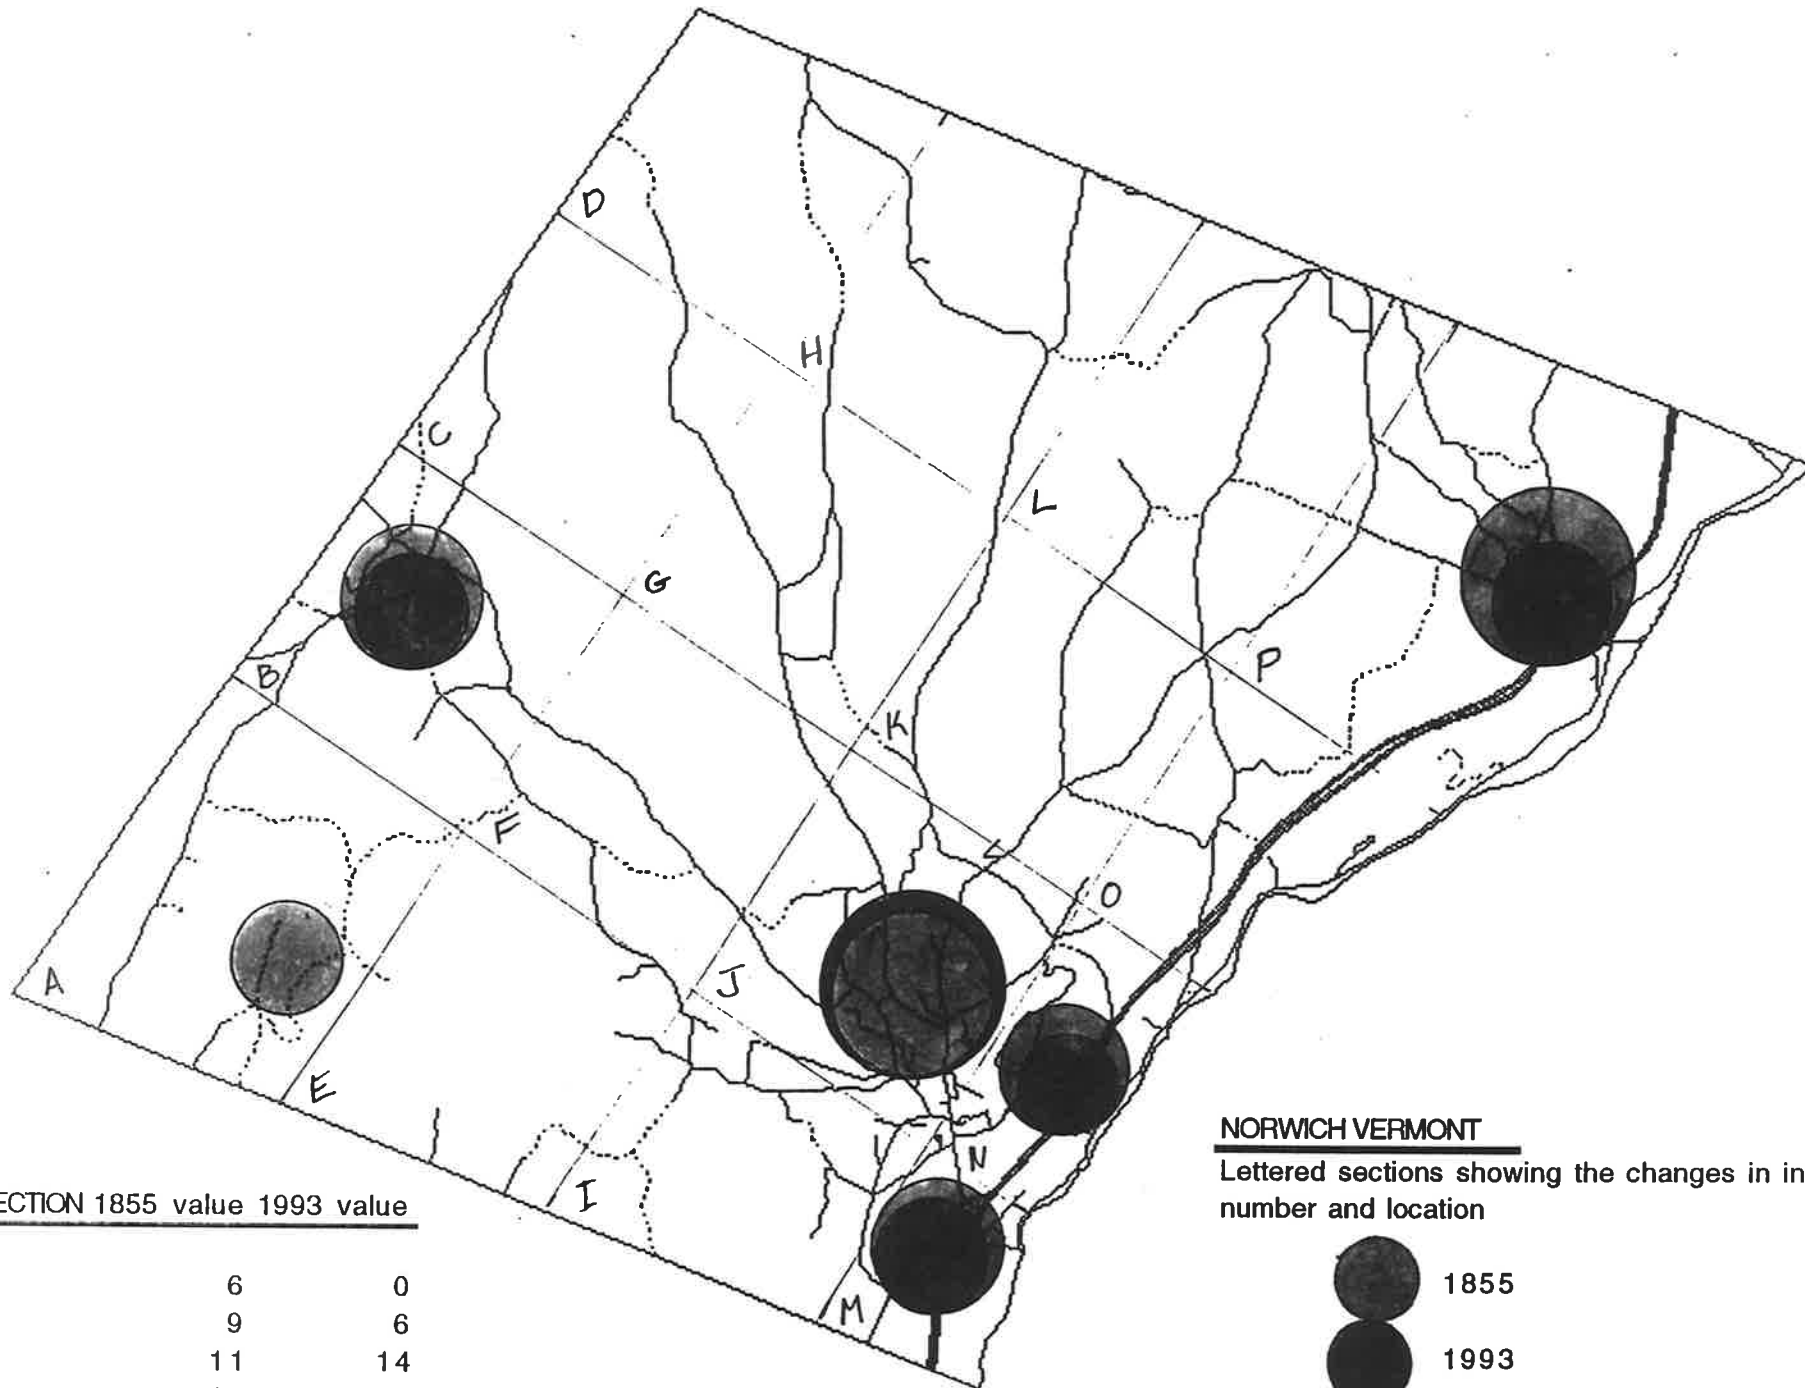 D
H
C
L
G
B
P
K
F
O
A
J
E
N
I
M
NORWICH VERMONT
Lettered sections showing the changes in in
number and location
1855
1993
ECTION 1855 value 1993 value
6 0
9 6
11 14